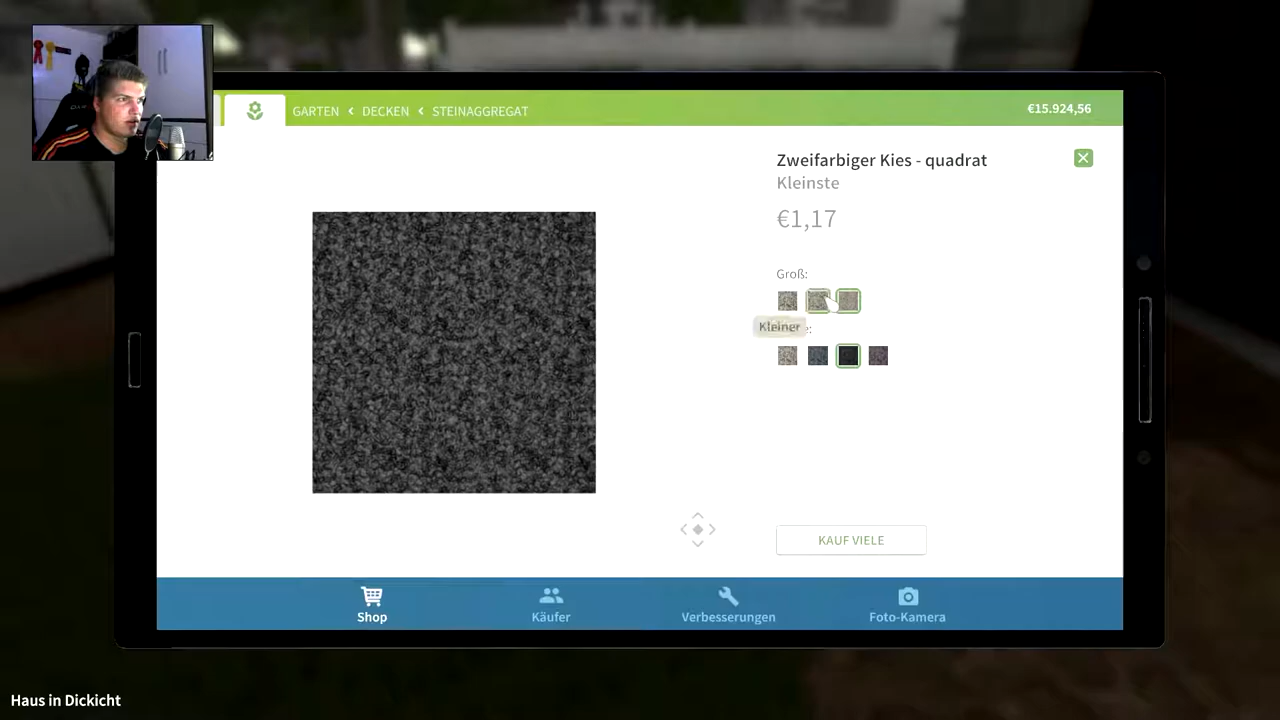 GARTEN < DECKEN < STEINAGGREGAT
€15.924,56
Zweifarbiger Kies - quadrat
Kleinste
€1,17
Groß:
Kleiner
KAUF VIELE
Shop
Käufer
Verbesserungen
Foto-Kamera
Haus in Dickicht